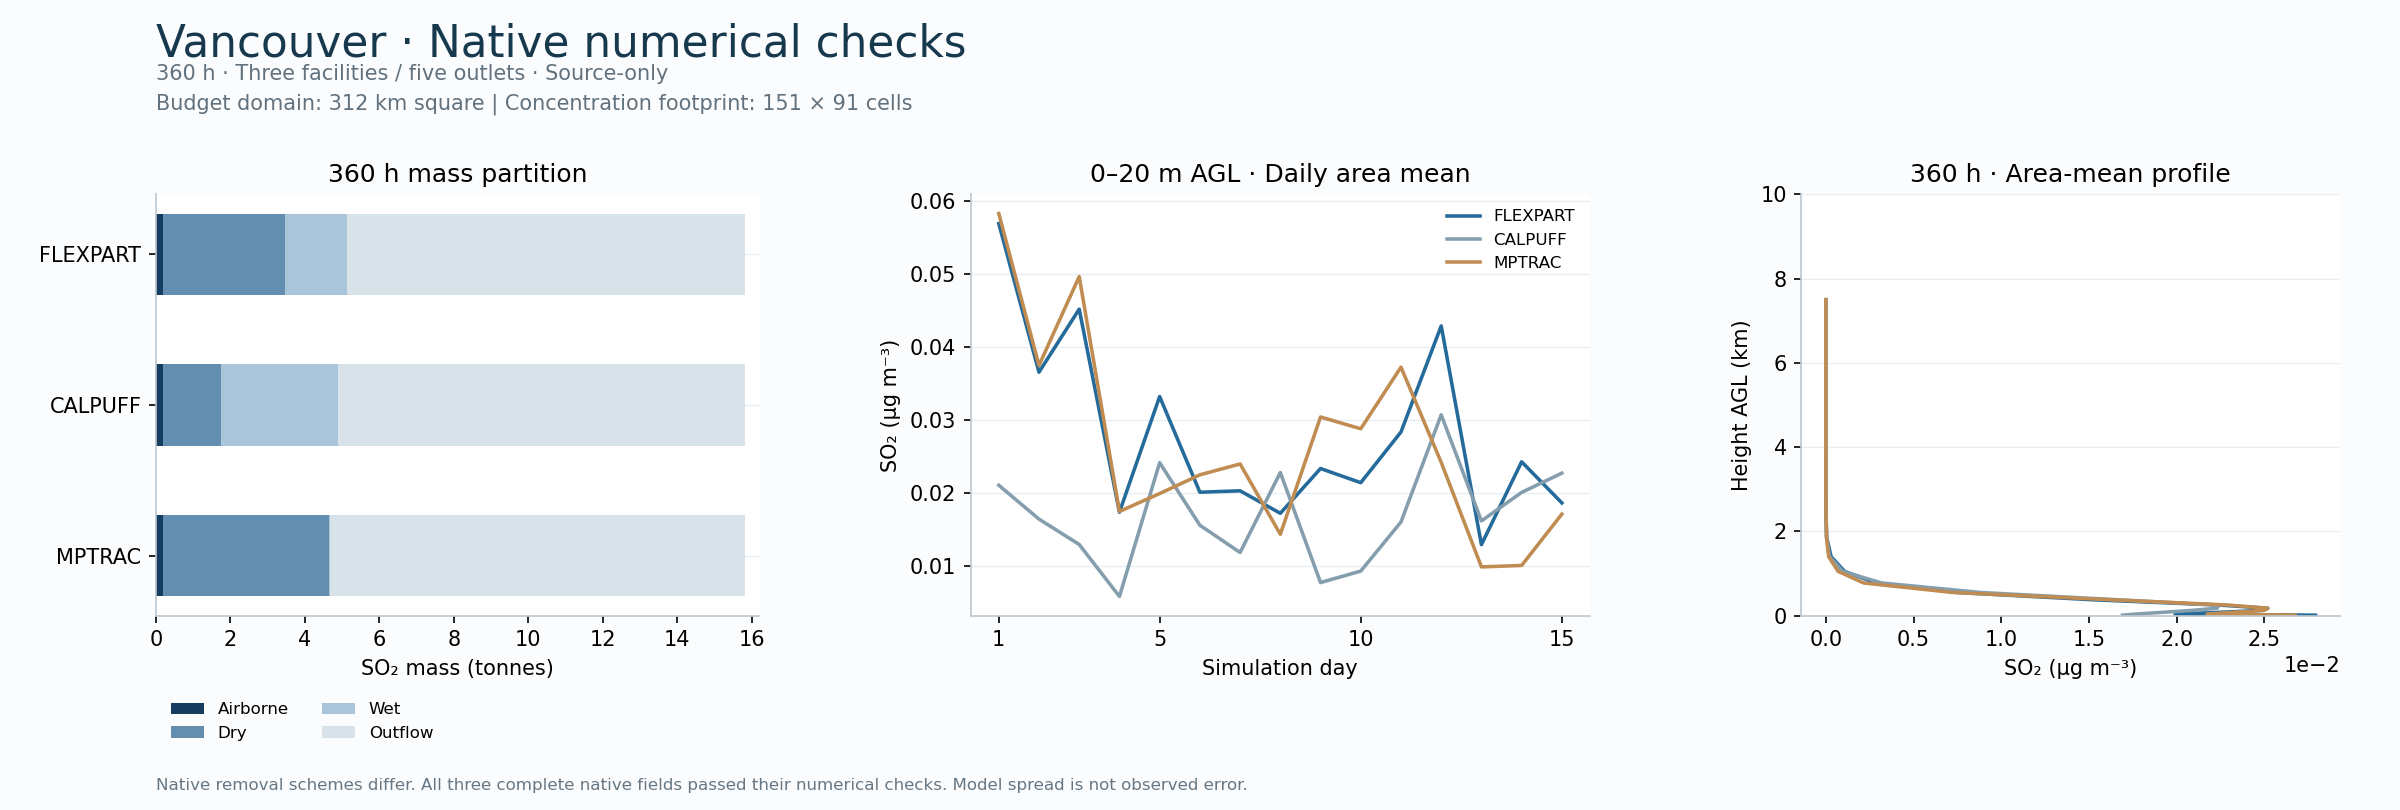 Vancouver · Native numerical checks
360 h · Three facilities / five outlets · Source-only
Budget domain: 312 km square | Concentration footprint: 151 × 91 cells
360 h mass partition
FLEXPART
CALPUFF
MPTRAC
0 2 4 6 8 10 12 14 16
SO₂ mass (tonnes)
Airborne
Dry
Wet
Outflow
0–20 m AGL · Daily area mean
SO₂ (µg m⁻³)
0.06
0.05
0.04
0.03
0.02
0.01
FLEXPART
CALPUFF
MPTRAC
1 5 10 15
Simulation day
360 h · Area-mean profile
Height AGL (km)
10
8
6
4
2
0
0.0 0.5 1.0 1.5 2.0 2.5
1e−2
SO₂ (µg m⁻³)
Native removal schemes differ. All three complete native fields passed their numerical checks. Model spread is not observed error.